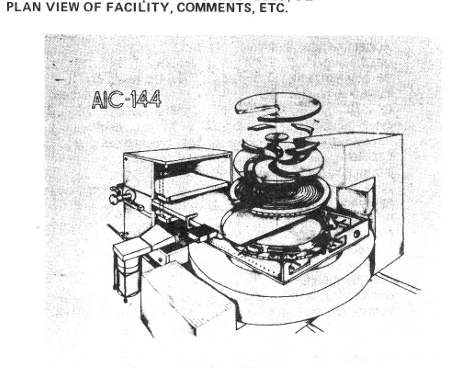 PLAN VIEW OF FACILITY, COMMENTS, ETC.
AIC-144